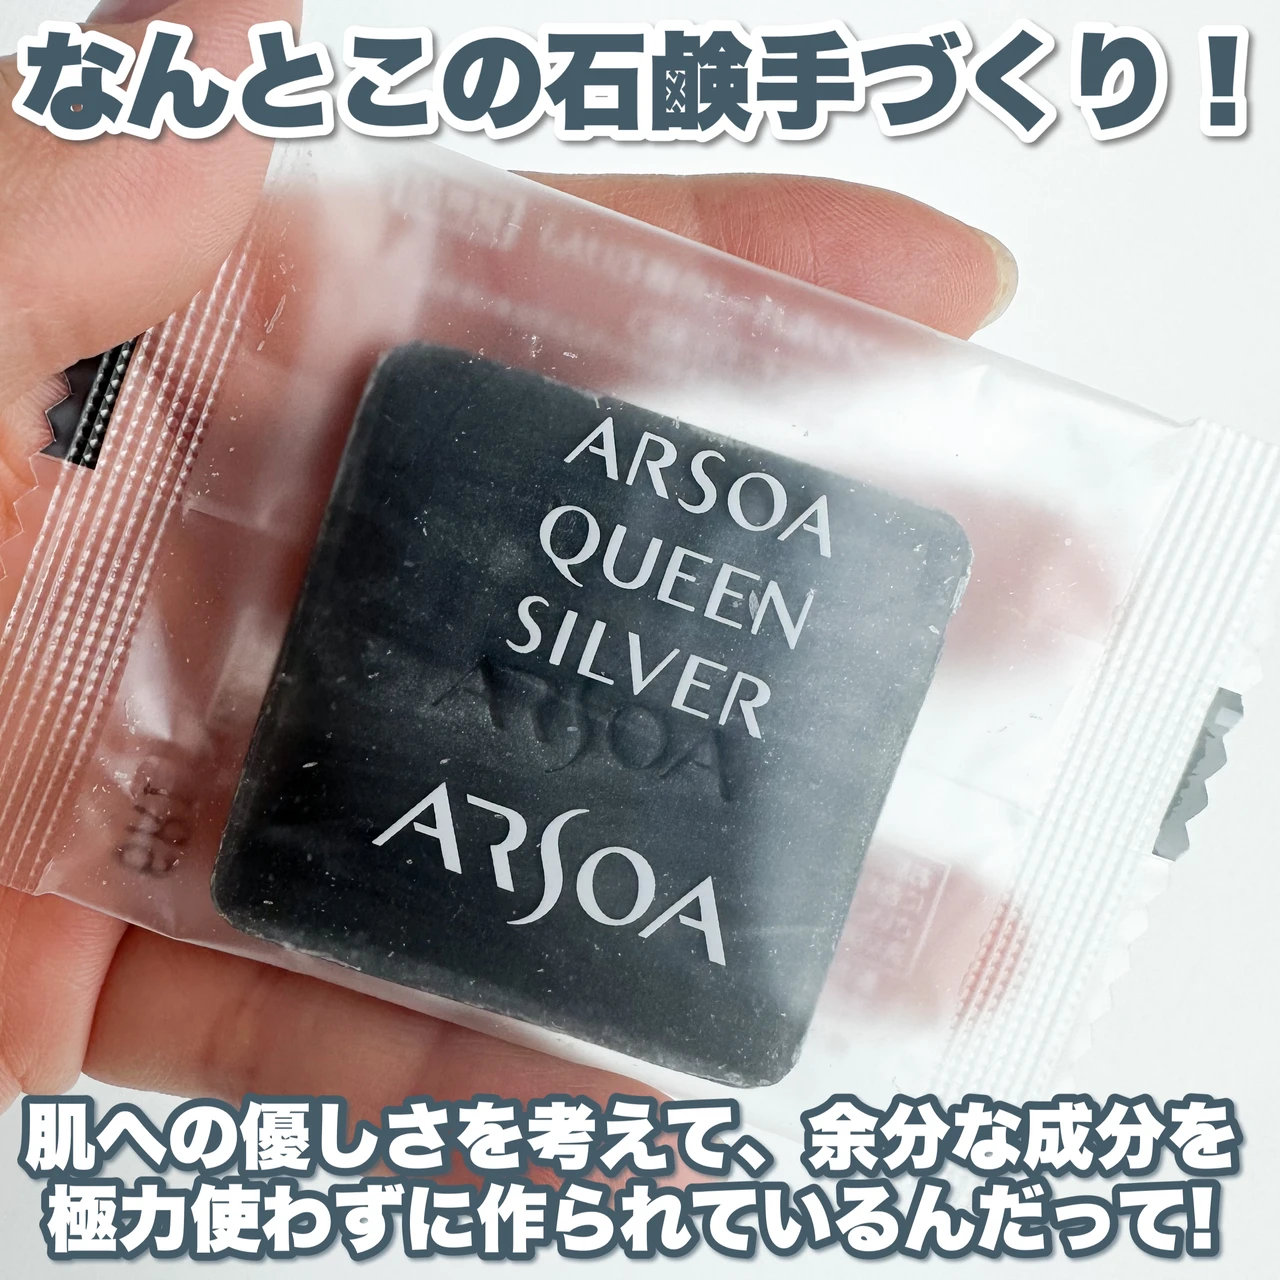 なんとこの石鹸手づくり！
ARSOA
QUEEN
SILVER
ARSOA
ARSOA
肌への優しさを考えて、余分な成分を
極力使わずに作られているんだって!